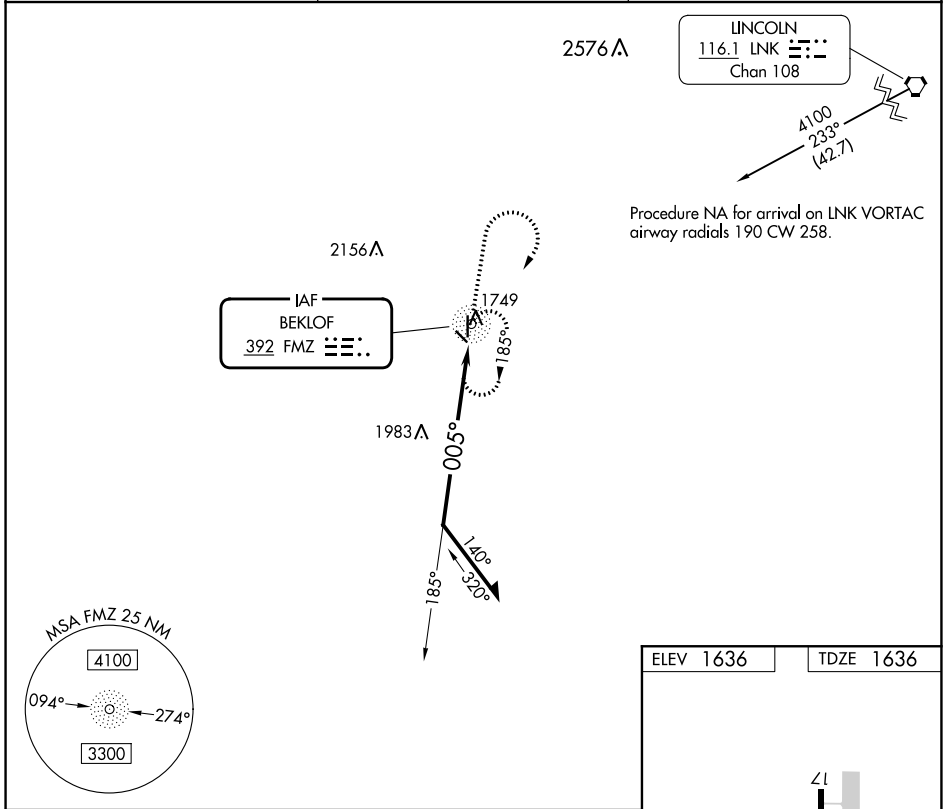 2576
LINCOLN
116.1 LNK
Chan 108
4100
233°
(42.7)
Procedure NA for arrival on LNK VORTAC
airway radials 190 CW 258.
2156
IAF
BEKLOF
392 FMZ
1749
185°
1983
005°
140°
320°
185°
MSA FMZ 25 NM
4100
094°
274°
3300
ELEV 1636
TDZE 1636
17